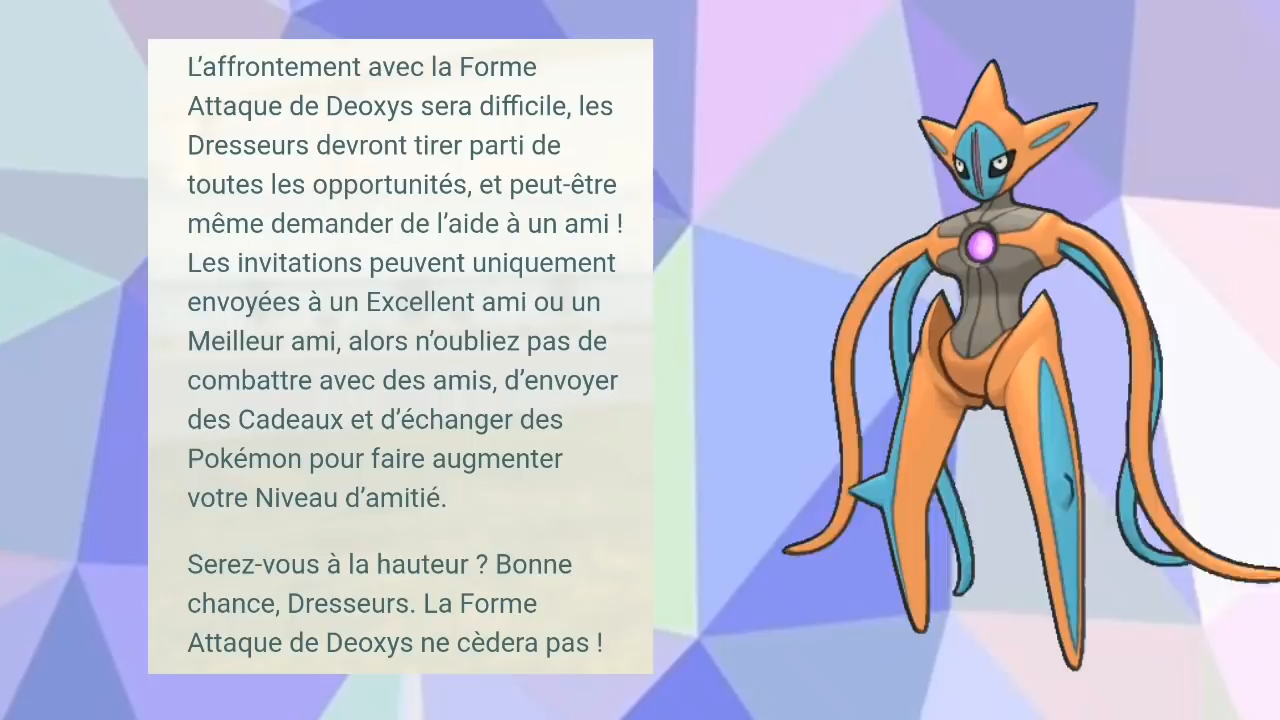 L’affrontement avec la Forme
Attaque de Deoxys sera difficile, les
Dresseurs devront tirer parti de
toutes les opportunités, et peut-être
même demander de l’aide à un ami !
Les invitations peuvent uniquement
envoyées à un Excellent ami ou un
Meilleur ami, alors n’oubliez pas de
combattre avec des amis, d’envoyer
des Cadeaux et d’échanger des
Pokémon pour faire augmenter
votre Niveau d’amitié.
Serez-vous à la hauteur ? Bonne
chance, Dresseurs. La Forme
Attaque de Deoxys ne cèdera pas !